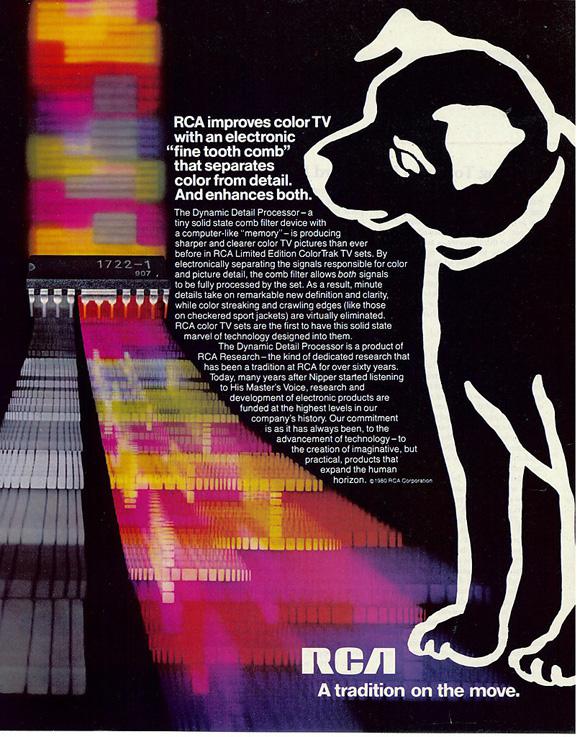 RCA improves color TV
with an electronic
“fine tooth comb”
that separates
color from detail.
And enhances both.
The Dynamic Detail Processor – a
tiny solid state comb filter device with
a computer-like “memory” – is producing
sharper and clearer color TV pictures than ever
before in RCA Limited Edition ColorTrak TV sets. By
electronically separating the signals responsible for color
and picture detail, the comb filter allows both signals
to be fully processed by the set. As a result, minute
details take on remarkable new definition and clarity,
while color streaking and crawling edges (like those
on checkered sport jackets) are virtually eliminated.
RCA color TV sets are the first to have this solid state
marvel of technology designed into them.
The Dynamic Detail Processor is a product of
RCA Research – the kind of dedicated research that
has been a tradition at RCA for over sixty years.
Today, many years after Nipper started listening
to His Master's Voice, research and
development of electronic products are
funded at the highest levels in our
company's history. Our commitment
is as it has always been, to the
advancement of technology – to
the creation of imaginative, but
practical, products that
expand the human
horizon. ©1980 RCA Corporation
1722-1
907
RCA
A tradition on the move.